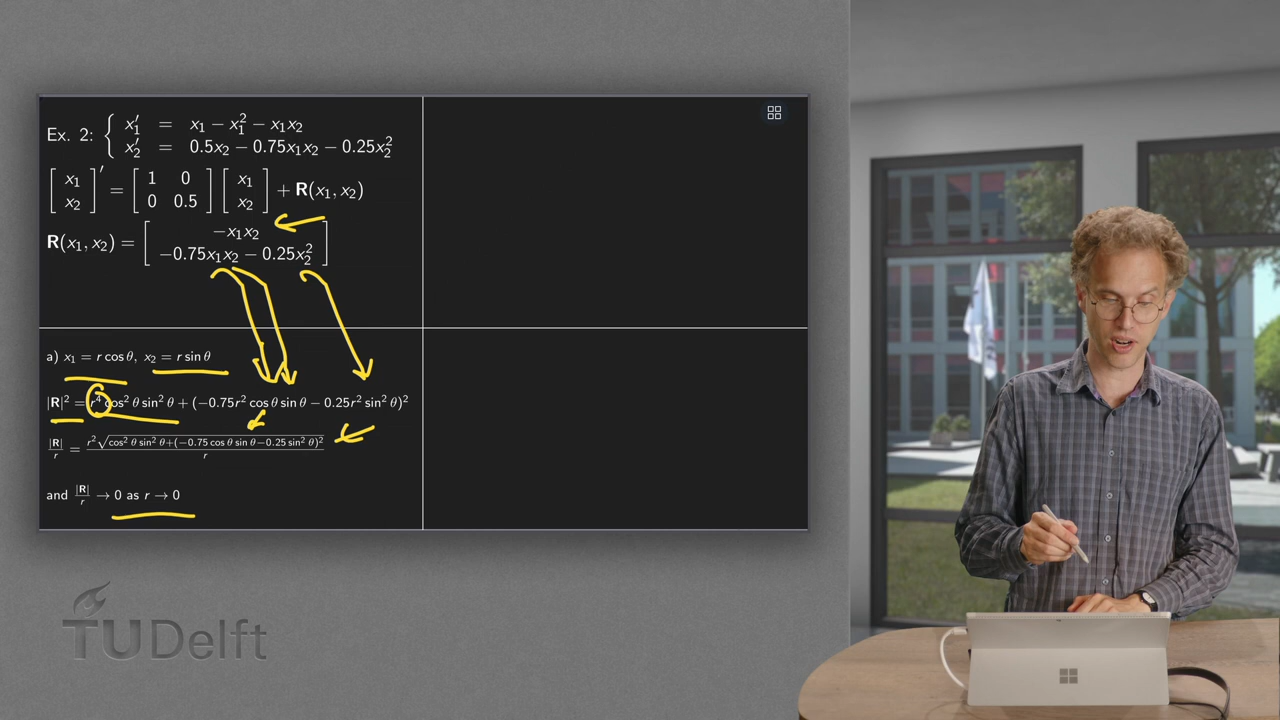 Ex. 2: { x₁′ = x₁ − x₁² − x₁x₂
x₂′ = 0.5x₂ − 0.75x₁x₂ − 0.25x₂²
[ x₁ x₂ ]′ = [ 1 0 0 0.5 ] [ x₁ x₂ ] + R(x₁, x₂)
R(x₁, x₂) = [ −x₁x₂ −0.75x₁x₂ − 0.25x₂² ]
a) x₁ = r cos θ, x₂ = r sin θ
|R|² = r⁴ cos² θ sin² θ + (−0.75r² cos θ sin θ − 0.25r² sin² θ)²
|R|/r = r²√(cos² θ sin² θ+(−0.75 cos θ sin θ−0.25 sin² θ)²)/r
and |R|/r → 0 as r → 0
TUDelft